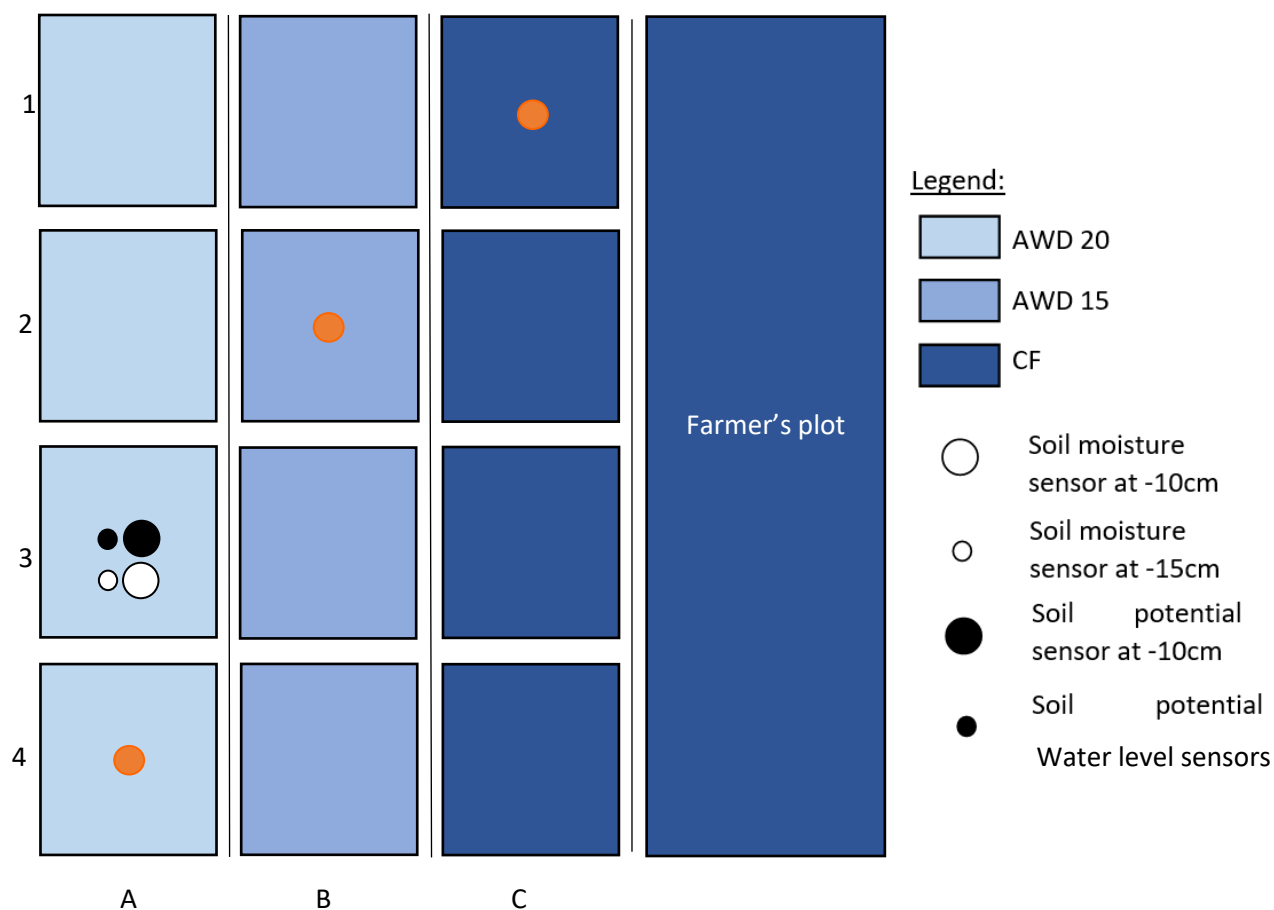 1
2
3
4
A
B
C
Farmer’s plot
Legend:
AWD 20
AWD 15
CF
Soil moisture
sensor at -10cm
Soil moisture
sensor at -15cm
Soil potential
sensor at -10cm
Soil potential
Water level sensors